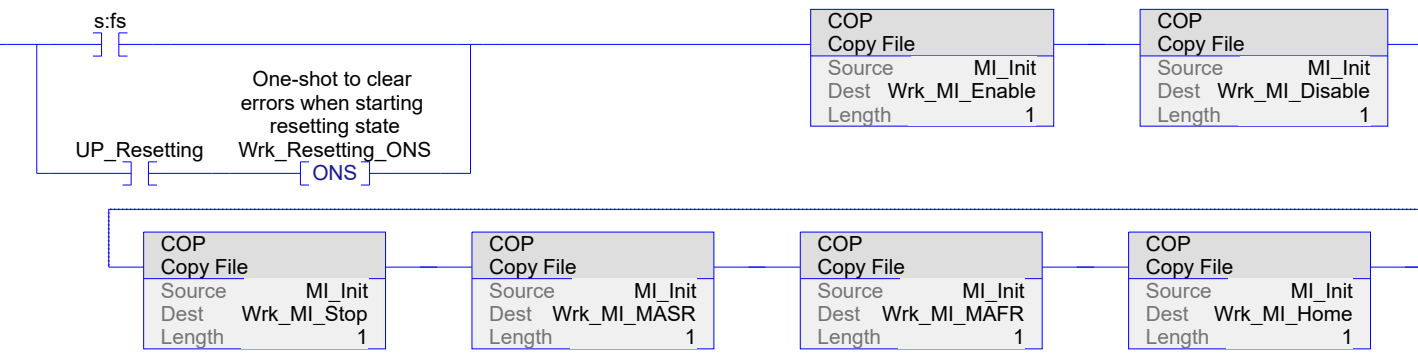 s:fs
One-shot to clear
errors when starting
resetting state
UP_Resetting Wrk_Resetting_ONS
ONS
COP
Copy File
Source MI_Init
Dest Wrk_MI_Enable
Length 1
COP
Copy File
Source MI_Init
Dest Wrk_MI_Disable
Length 1
COP
Copy File
Source MI_Init
Dest Wrk_MI_Stop
Length 1
COP
Copy File
Source MI_Init
Dest Wrk_MI_MASR
Length 1
COP
Copy File
Source MI_Init
Dest Wrk_MI_MAFR
Length 1
COP
Copy File
Source MI_Init
Dest Wrk_MI_Home
Length 1